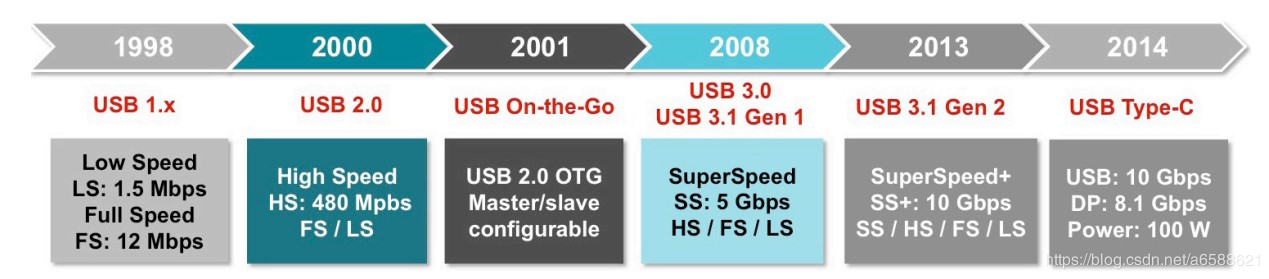 1998
2000
2001
2008
2013
2014
USB 1.x
USB 2.0
USB On-the-Go
USB 3.0
USB 3.1 Gen 1
USB 3.1 Gen 2
USB Type-C
Low Speed
LS: 1.5 Mbps
Full Speed
FS: 12 Mbps
High Speed
HS: 480 Mpbs
FS / LS
USB 2.0 OTG
Master/slave
configurable
SuperSpeed
SS: 5 Gbps
HS / FS / LS
SuperSpeed+
SS+: 10 Gbps
SS / HS / FS / LS
USB: 10 Gbps
DP: 8.1 Gbps
Power: 100 W
https://blog.csdn.net/a6588621